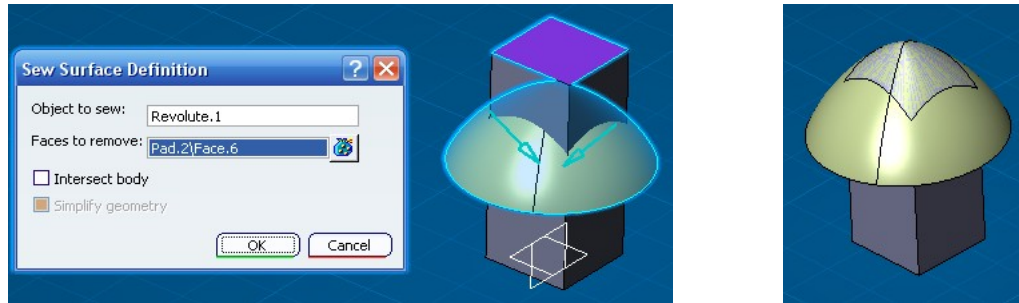 Sew Surface Definition
Object to sew: Revolute.1
Faces to remove: Pad.2\Face.6
Intersect body
Simplify geometry
OK Cancel